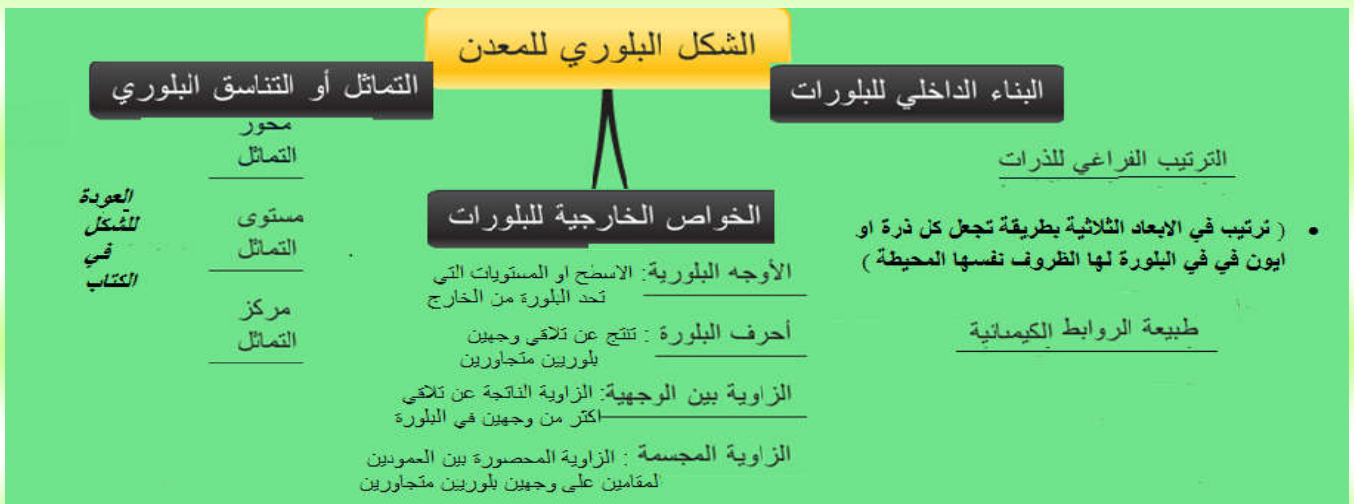 الشكل البلوري للمعدن
البناء الداخلي للبلورات
الترتيب الفراغي للذرات
• ( ترتيب في الابعاد الثلاثية بطريقة تجعل كل ذرة او
ايون في في البلورة لها الظروف نفسها المحيطة )
طبيعة الروابط الكيميائية
الخواص الخارجية للبلورات
الأوجه البلورية: الاسطح او المستويات التي
تحد البلورة من الخارج
أحرف البلورة : تنتج عن تلاقى وجهين
بلوريين متجاورين
الزاوية بين الوجهية: الزاوية الناتجة عن تلاقي
اكثر من وجهين في البلورة
الزاوية المجسمة : الزاوية المحصورة بين العمودين
لمقامين على وجهين بلوريين متجاورين
التماثل أو التناسق البلوري
محور
التماثل
مستوى
التماثل
مركز
التماثل
العودة
للشكل
في
الكتاب